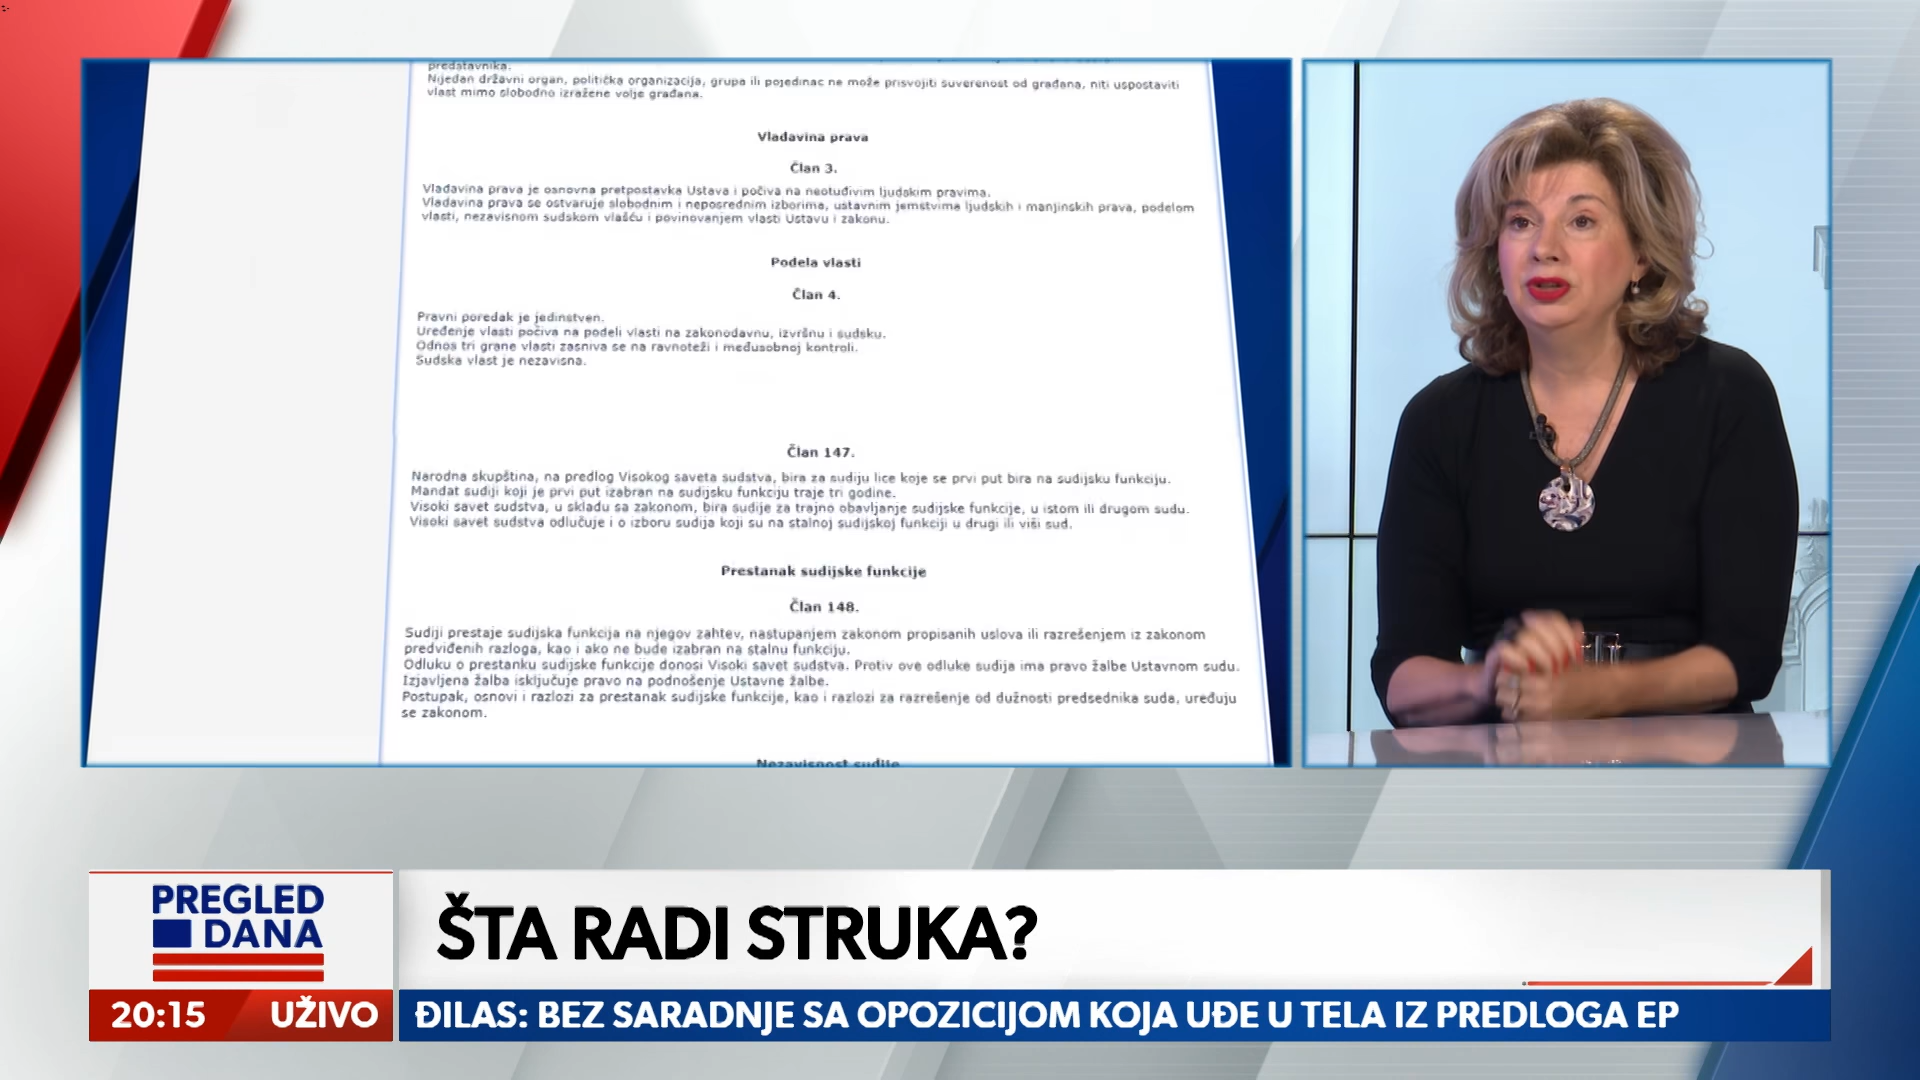 predstavnika.
Nijedan državni organ, politička organizacija, grupa ili pojedinac ne može prisvojiti suverenost od građana, niti uspostaviti
vlast mimo slobodno izražene volje građana.
Vladavina prava
Član 3.
Vladavina prava je osnovna pretpostavka Ustava i počiva na neotuđivim ljudskim pravima.
Vladavina prava se ostvaruje slobodnim i neposrednim izborima, ustavnim jemstvima ljudskih i manjinskih prava, podelom
vlasti, nezavisnom sudskom vlašću i povinovanjem vlasti Ustavu i zakonu.
Podela vlasti
Član 4.
Pravni poredak je jedinstven.
Uređenje vlasti počiva na podeli vlasti na zakonodavnu, izvršnu i sudsku.
Odnos tri grane vlasti zasniva se na ravnoteži i međusobnoj kontroli.
Sudska vlast je nezavisna.
Član 147.
Narodna skupština, na predlog Visokog saveta sudstva, bira za sudiju lice koje se prvi put bira na sudijsku funkciju.
Mandat sudiji koji je prvi put izabran na sudijsku funkciju traje tri godine.
Visoki savet sudstva, u skladu sa zakonom, bira sudije za trajno obavljanje sudijske funkcije, u istom ili drugom sudu.
Visoki savet sudstva odlučuje i o izboru sudija koji su na stalnoj sudijskoj funkciji u drugi ili viši sud.
Prestanak sudijske funkcije
Član 148.
Sudiji prestaje sudijska funkcija na njegov zahtev, nastupanjem zakonom propisanih uslova ili razrešenjem iz zakonom
predviđenih razloga, kao i ako ne bude izabran na stalnu funkciju.
Odluku o prestanku sudijske funkcije donosi Visoki savet sudstva. Protiv ove odluke sudija ima pravo žalbe Ustavnom sudu.
Izjavljena žalba isključuje pravo na podnošenje Ustavne žalbe.
Postupak, osnovi i razlozi za prestanak sudijske funkcije, kao i razlozi za razrešenje od dužnosti predsednika suda, uređuju
se zakonom.
Nezavisnost sudije
PREGLED
DANA
ŠTA RADI STRUKA?
20:15 UŽIVO
ĐILAS: BEZ SARADNJE SA OPOZICIJOM KOJA UĐE U TELA IZ PREDLOGA EP